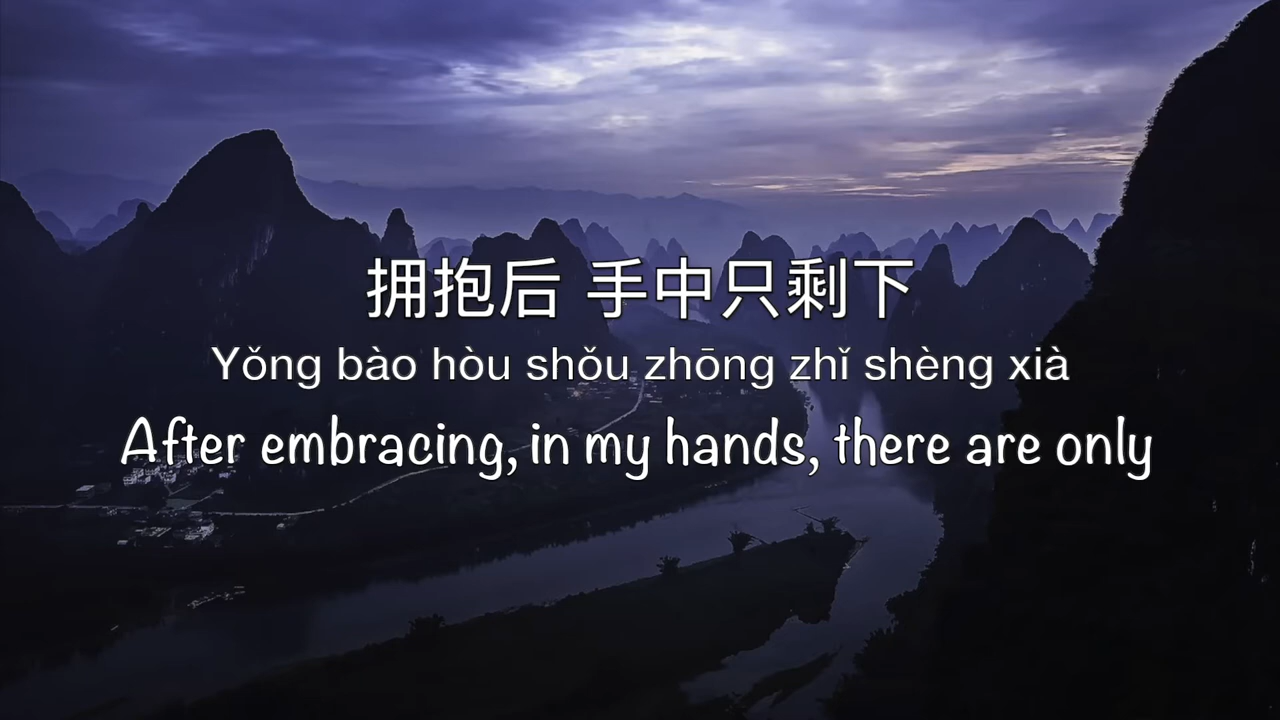 拥抱后 手中只剩下
Yǒng bào hòu shǒu zhōng zhǐ shèng xià
After embracing, in my hands, there are only